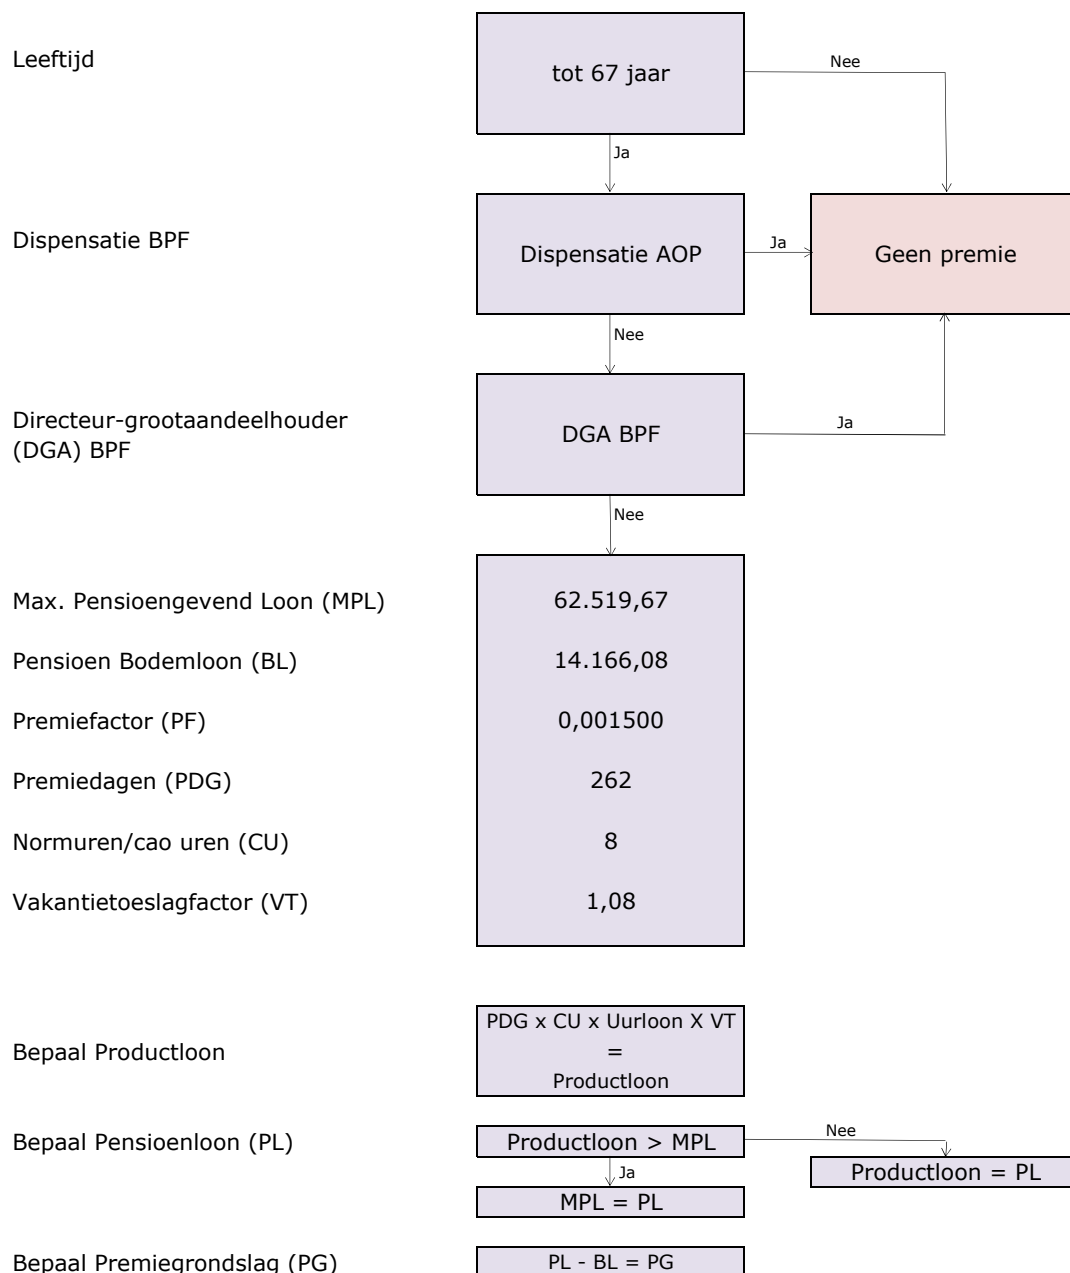 Leeftijd
tot 67 jaar
Nee
Ja
Dispensatie BPF
Dispensatie AOP
Ja
Geen premie
Nee
Directeur-grootaandeelhouder
(DGA) BPF
DGA BPF
Ja
Nee
Max. Pensioengevend Loon (MPL)
62.519,67
Pensioen Bodemloon (BL)
14.166,08
Premiefactor (PF)
0,001500
Premiedagen (PDG)
262
Normuren/cao uren (CU)
8
Vakantietoeslagfactor (VT)
1,08
Bepaal Productloon
PDG x CU x Uurloon X VT
=
Productloon
Bepaal Pensioenloon (PL)
Productloon > MPL
Nee
Productloon = PL
Ja
MPL = PL
Bepaal Premiegrondslag (PG)
PL - BL = PG